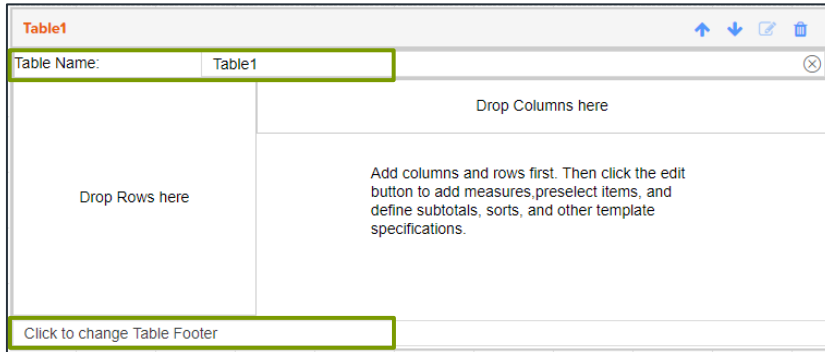 Table1
Table Name: Table1
Drop Columns here
Drop Rows here
Add columns and rows first. Then click the edit
button to add measures,preselect items, and
define subtotals, sorts, and other template
specifications.
Click to change Table Footer